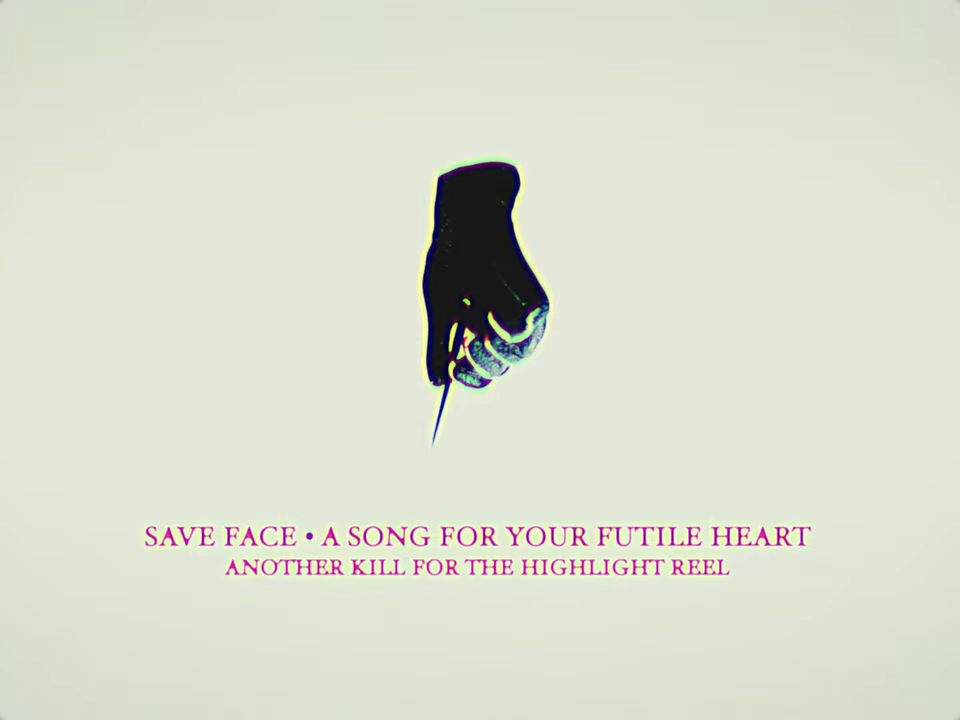 SAVE FACE • A SONG FOR YOUR FUTILE HEART
ANOTHER KILL FOR THE HIGHLIGHT REEL